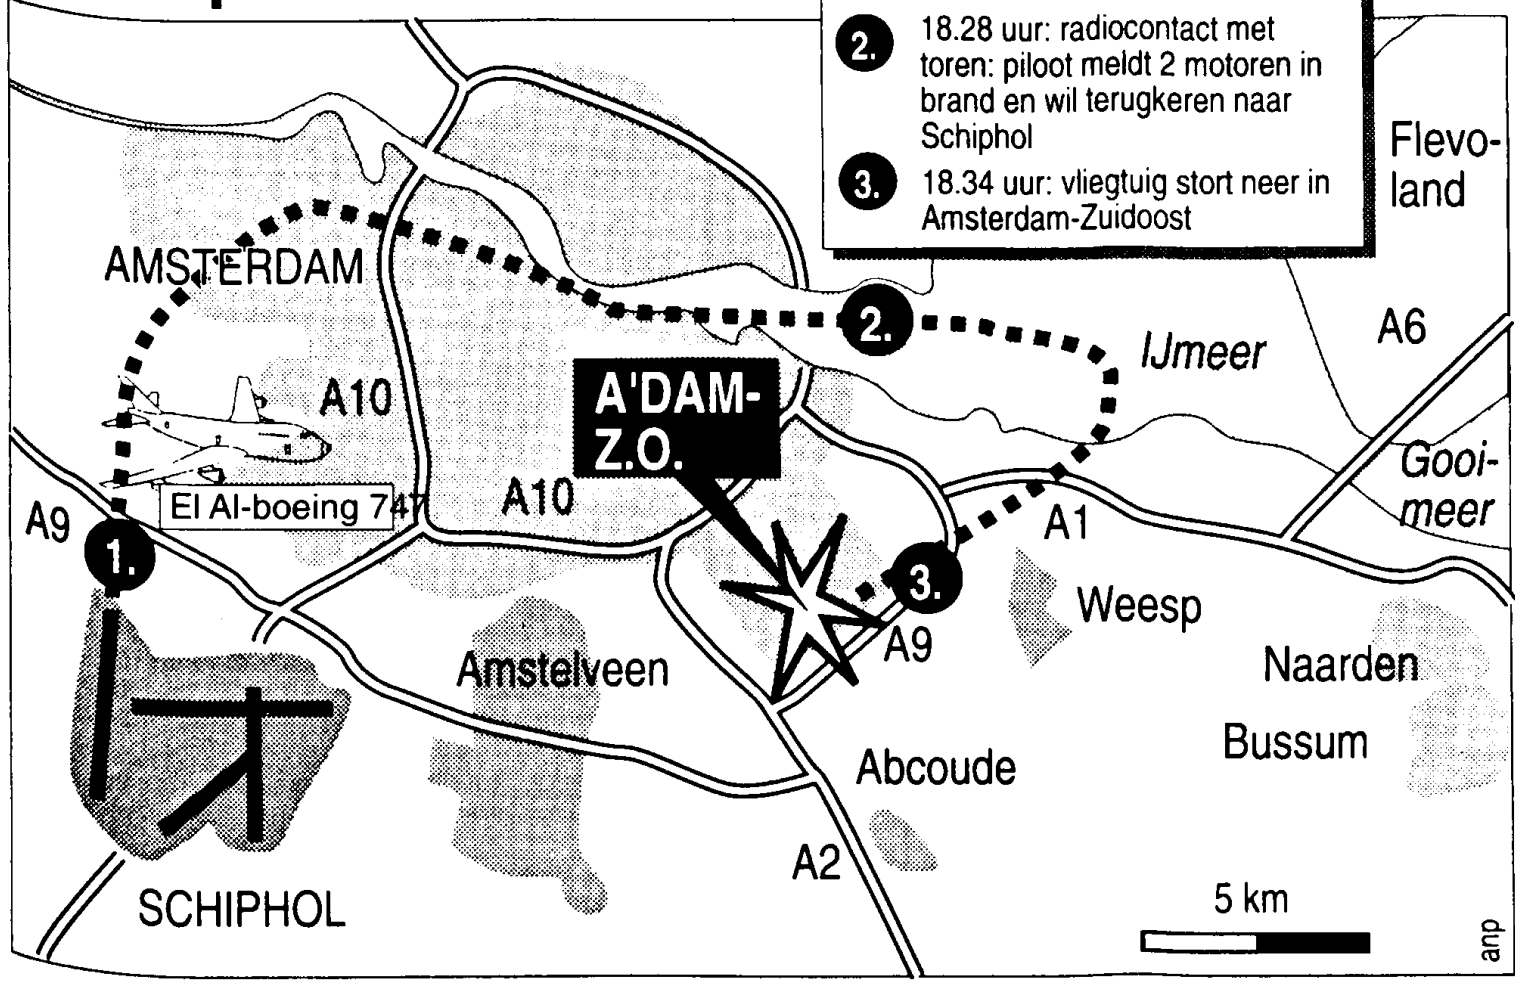 2. 18.28 uur: radiocontact met
toren: piloot meldt 2 motoren in
brand en wil terugkeren naar
Schiphol
3. 18.34 uur: vliegtuig stort neer in
Amsterdam-Zuidoost
Flevo-
land
AMSTERDAM
2.
IJmeer
A6
A10
A'DAM-
Z.O.
Gooi-
meer
A10
El Al-boeing 747
A9
A1
1.
3.
Weesp
A9
Amstelveen
Naarden
Bussum
Abcoude
A2
SCHIPHOL
5 km
anp